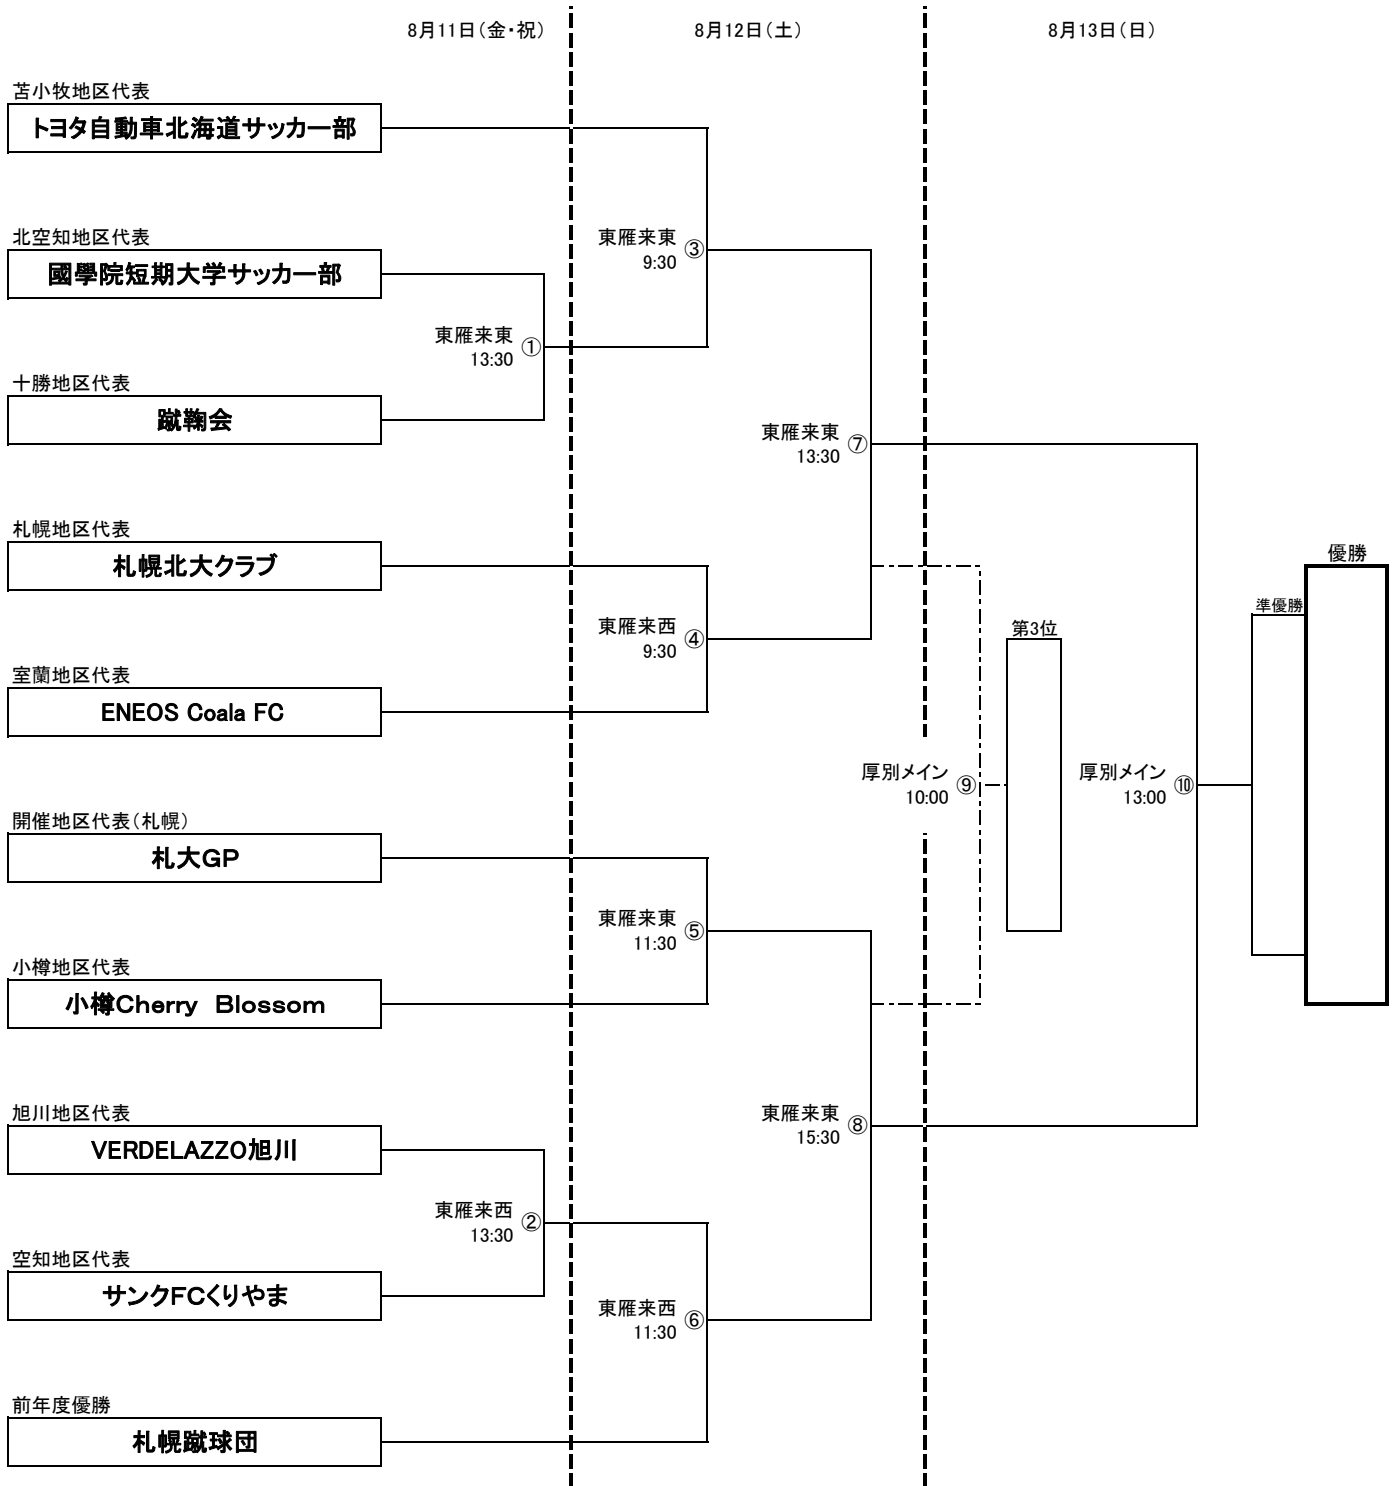 8月11日（金・祝）
8月12日（土）
8月13日（日）
苫小牧地区代表
トヨタ自動車北海道サッカー部
北空知地区代表
國學院短期大学サッカー部
東雁来東
9:30
③
東雁来東
13:30
①
十勝地区代表
蹴鞠会
東雁来東
13:30
⑦
札幌地区代表
札幌北大クラブ
優勝
準優勝
東雁来西
9:30
④
第3位
室蘭地区代表
ENEOS Coala FC
厚別メイン
10:00
⑨
厚別メイン
13:00
⑩
開催地区代表（札幌）
札大GP
東雁来東
11:30
⑤
小樽地区代表
小樽Cherry　Blossom
旭川地区代表
VERDELAZZO旭川
東雁来東
15:30
⑧
東雁来西
13:30
②
空知地区代表
サンクFCくりやま
東雁来西
11:30
⑥
前年度優勝
札幌蹴球団